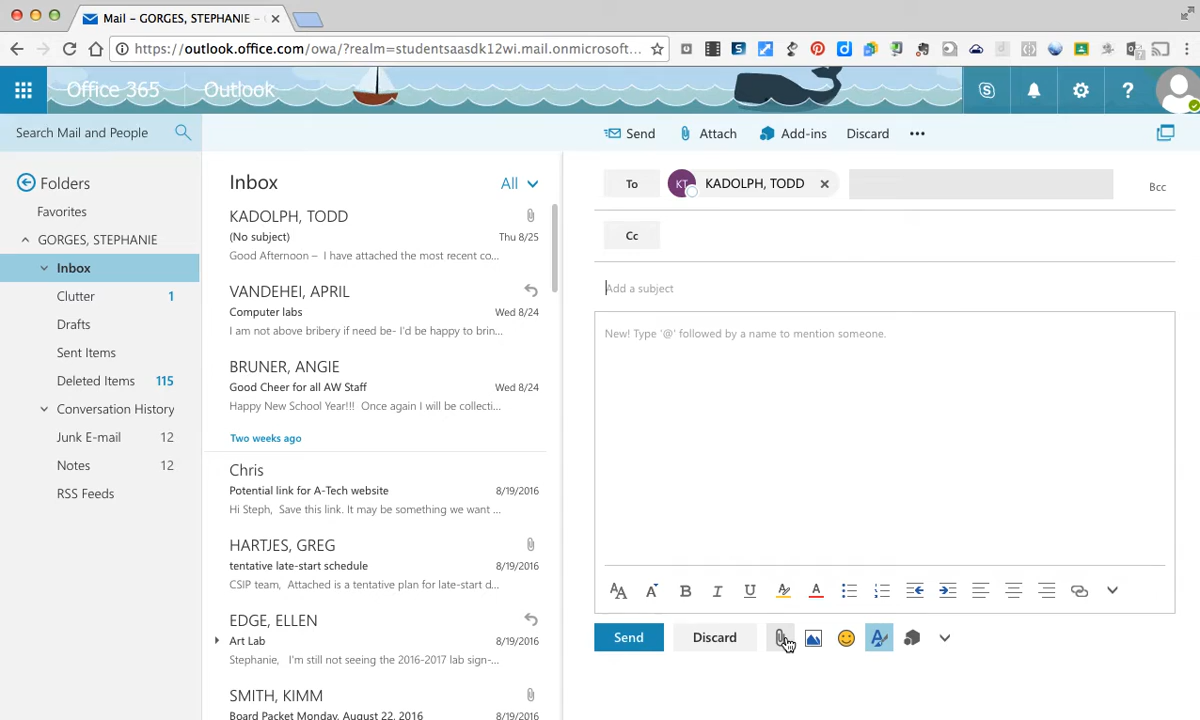 Mail – GORGES, STEPHANIE –
https://outlook.office.com/owa/?realm=studentsaasdk12wi.mail.onmicrosoft...
Office 365
Outlook
Search Mail and People
Send
Attach
Add-ins
Discard
Folders
Favorites
GORGES, STEPHANIE
Inbox
Clutter 1
Drafts
Sent Items
Deleted Items 115
Conversation History
Junk E-mail 12
Notes 12
RSS Feeds
Inbox
All
KADOLPH, TODD
(No subject) Thu 8/25
Good Afternoon – I have attached the most recent co...
VANDEHEI, APRIL
Computer labs Wed 8/24
I am not above bribery if need be- I'd be happy to brin...
BRUNER, ANGIE
Good Cheer for all AW Staff Wed 8/24
Happy New School Year!!! Once again I will be collecti...
Two weeks ago
Chris
Potential link for A-Tech website 8/19/2016
Hi Steph, Save this link. It may be something we want ...
HARTJES, GREG
tentative late-start schedule 8/19/2016
CSIP team, Attached is a tentative plan for late-start d...
EDGE, ELLEN
Art Lab 8/19/2016
Stephanie, I'm still not seeing the 2016-2017 lab sign-...
SMITH, KIMM
Board Packet Monday, August 22, 2016 8/19/2016
To
KT
KADOLPH, TODD
Bcc
Cc
Add a subject
New! Type '@' followed by a name to mention someone.
Send
Discard